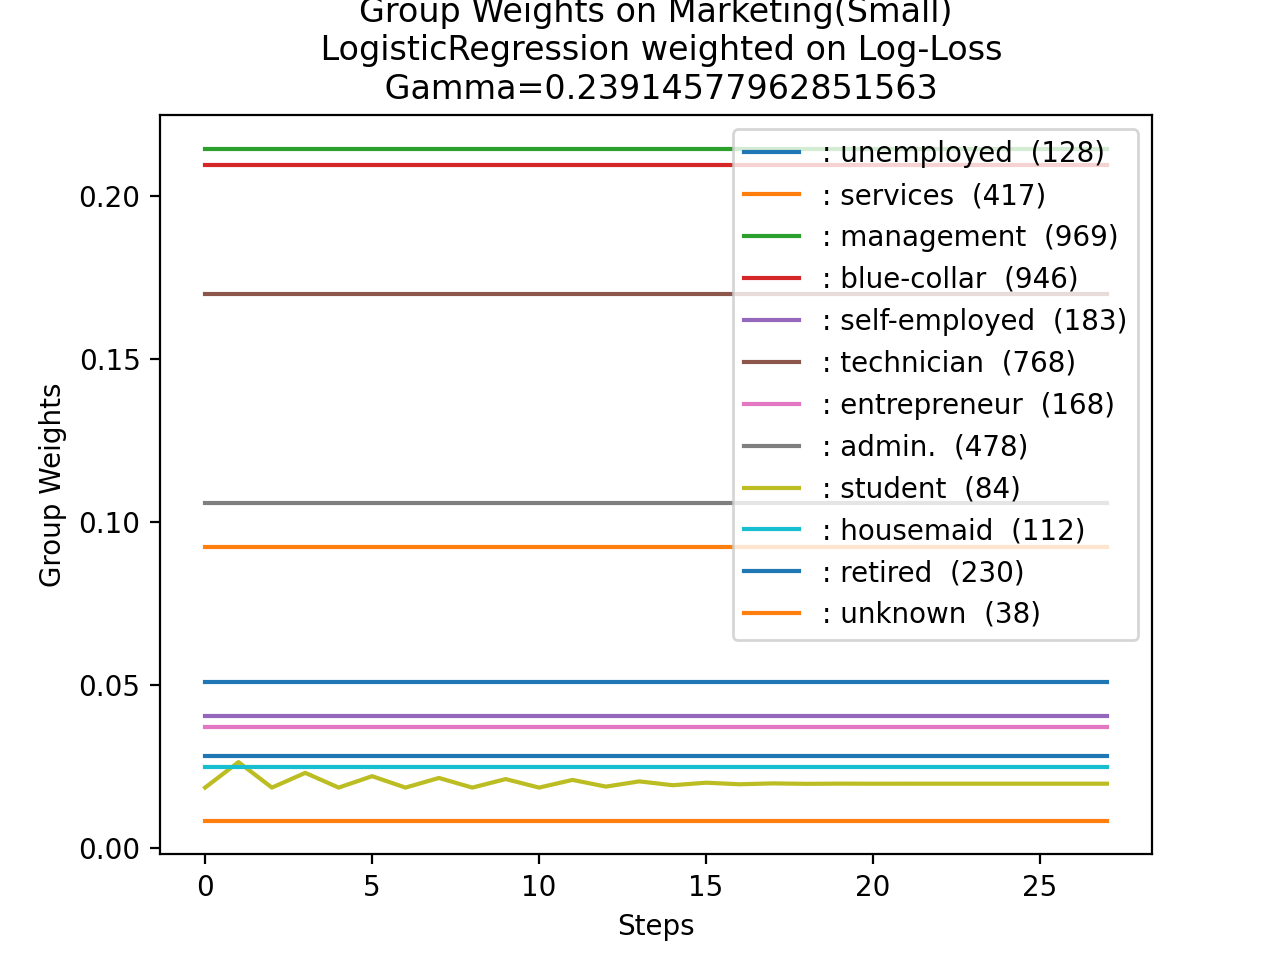 Group Weights on Marketing(Small)
LogisticRegression weighted on Log-Loss
Gamma=0.23914577962851563
: unemployed (128)
: services (417)
: management (969)
: blue-collar (946)
: self-employed (183)
: technician (768)
: entrepreneur (168)
: admin. (478)
: student (84)
: housemaid (112)
: retired (230)
: unknown (38)
Group Weights
0.20
0.15
0.10
0.05
0.00
0 5 10 15 20 25
Steps